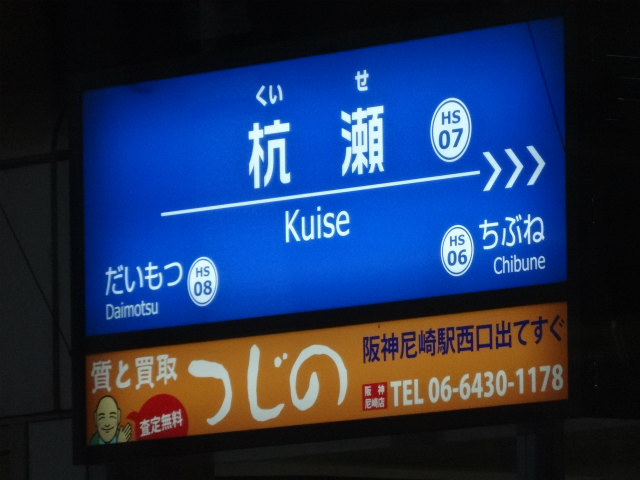 くい せ
杭 瀬
HS
07
Kuise
だいもつ
Daimotsu
HS
08
HS
06
ちぶね
Chibune
質と買取
査定無料
つじの
阪神尼崎駅西口出てすぐ
阪神
尼崎店
TEL 06-6430-1178